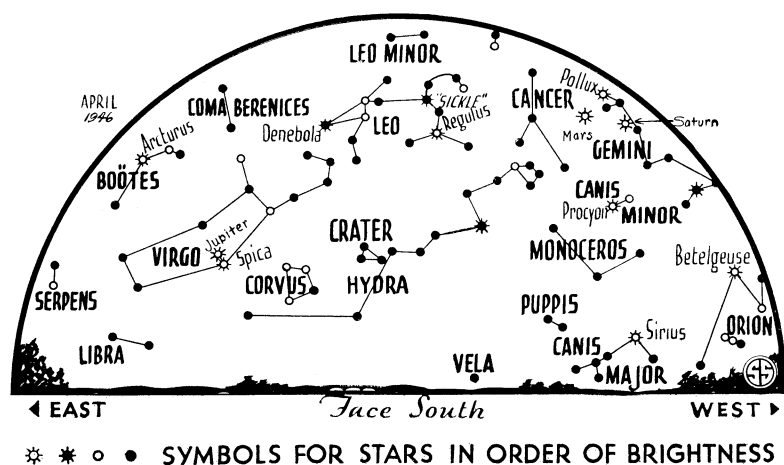 LEO MINOR
APRIL
1946
COMA BERENICES
"SICKLE"
CANCER
Pollux
Arcturus
Denebola
LEO
Regulus
Mars
Saturn
GEMINI
BOÖTES
CANIS
MINOR
Procyon
CRATER
VIRGO
Jupiter
Spica
MONOCEROS
Betelgeuse
SERPENS
CORVUS
HYDRA
PUPPIS
ORION
LIBRA
CANIS
MAJOR
Sirius
VELA
EAST
Face South
WEST
SYMBOLS FOR STARS IN ORDER OF BRIGHTNESS